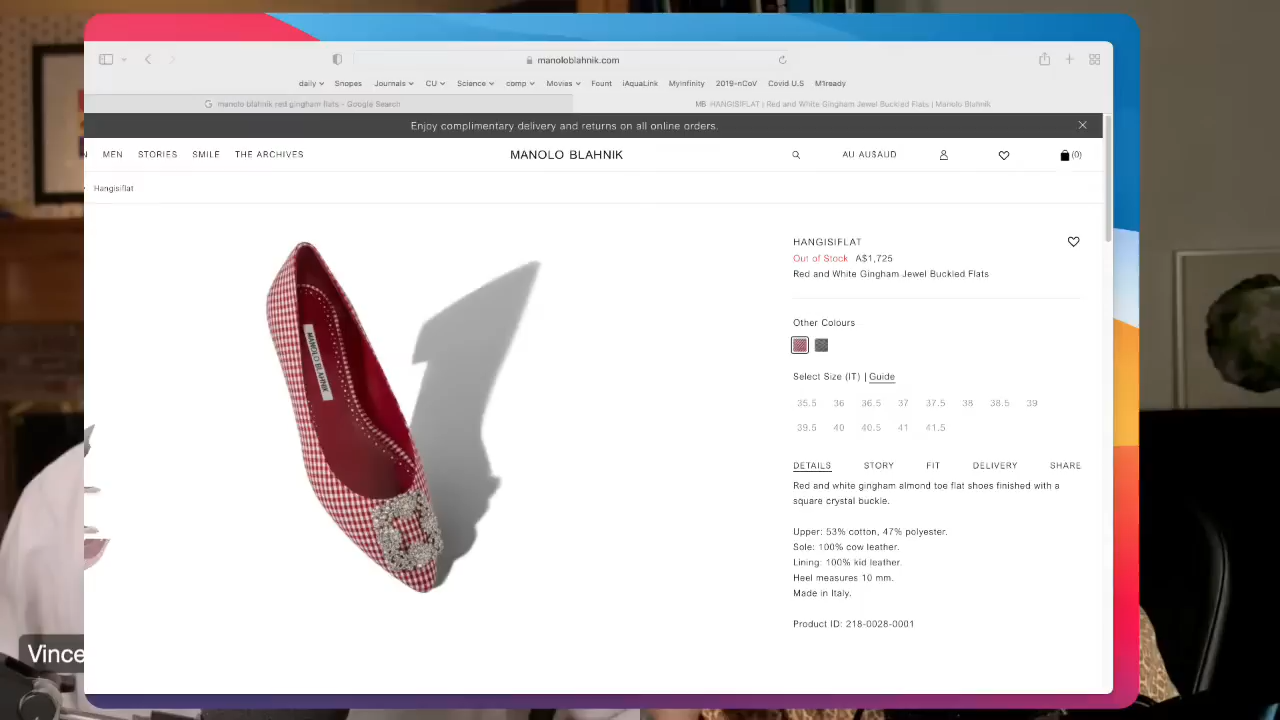 manoloblahnik.com
daily Snopes Journals CU Science comp Movies Fount iAquaLink MyInfinity 2019-nCoV Covid U.S M1ready
manolo blahnik red gingham flats - Google Search
MB HANGISIFLAT | Red and White Gingham Jewel Buckled Flats | Manolo Blahnik
Enjoy complimentary delivery and returns on all online orders.
N MEN STORIES SMILE THE ARCHIVES MANOLO BLAHNIK AU AUSAUD (0)
Hangisiflat
HANGISIFLAT
Out of Stock A$1,725
Red and White Gingham Jewel Buckled Flats
Other Colours
Select Size (IT) | Guide
35.5 36 36.5 37 37.5 38 38.5 39
39.5 40 40.5 41 41.5
DETAILS STORY FIT DELIVERY SHARE
Red and white gingham almond toe flat shoes finished with a
square crystal buckle.
Upper: 53% cotton, 47% polyester.
Sole: 100% cow leather.
Lining: 100% kid leather.
Heel measures 10 mm.
Made in Italy.
Product ID: 218-0028-0001
MANOLO BLAHNIK
Vince